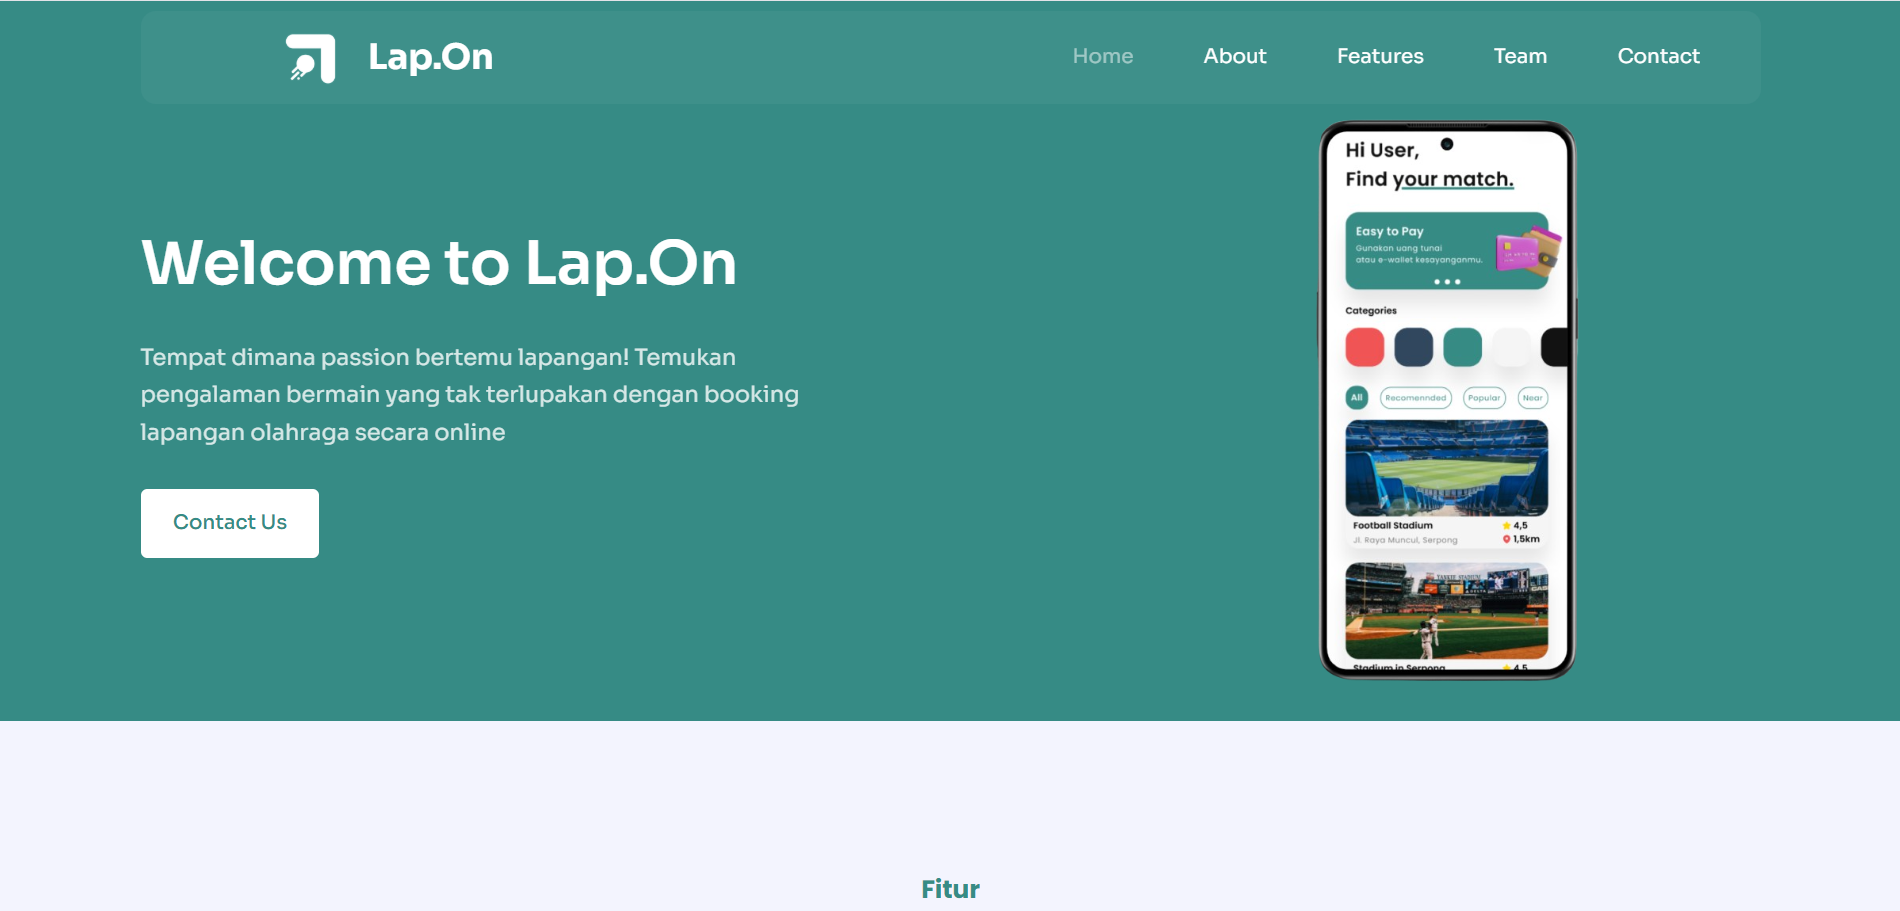 Lap.On
Home
About
Features
Team
Contact
Welcome to Lap.On
Tempat dimana passion bertemu lapangan! Temukan
pengalaman bermain yang tak terlupakan dengan booking
lapangan olahraga secara online
Contact Us
Hi User,
Find your match.
Easy to Pay
Gunakan uang tunai
atau e-wallet kesayanganmu.
Categories
All
Recomennded
Popular
Near
Football Stadium
4,5
Jl. Raya Muncul, Serpong
1,5km
Stadium in Serpong
4,5
Fitur